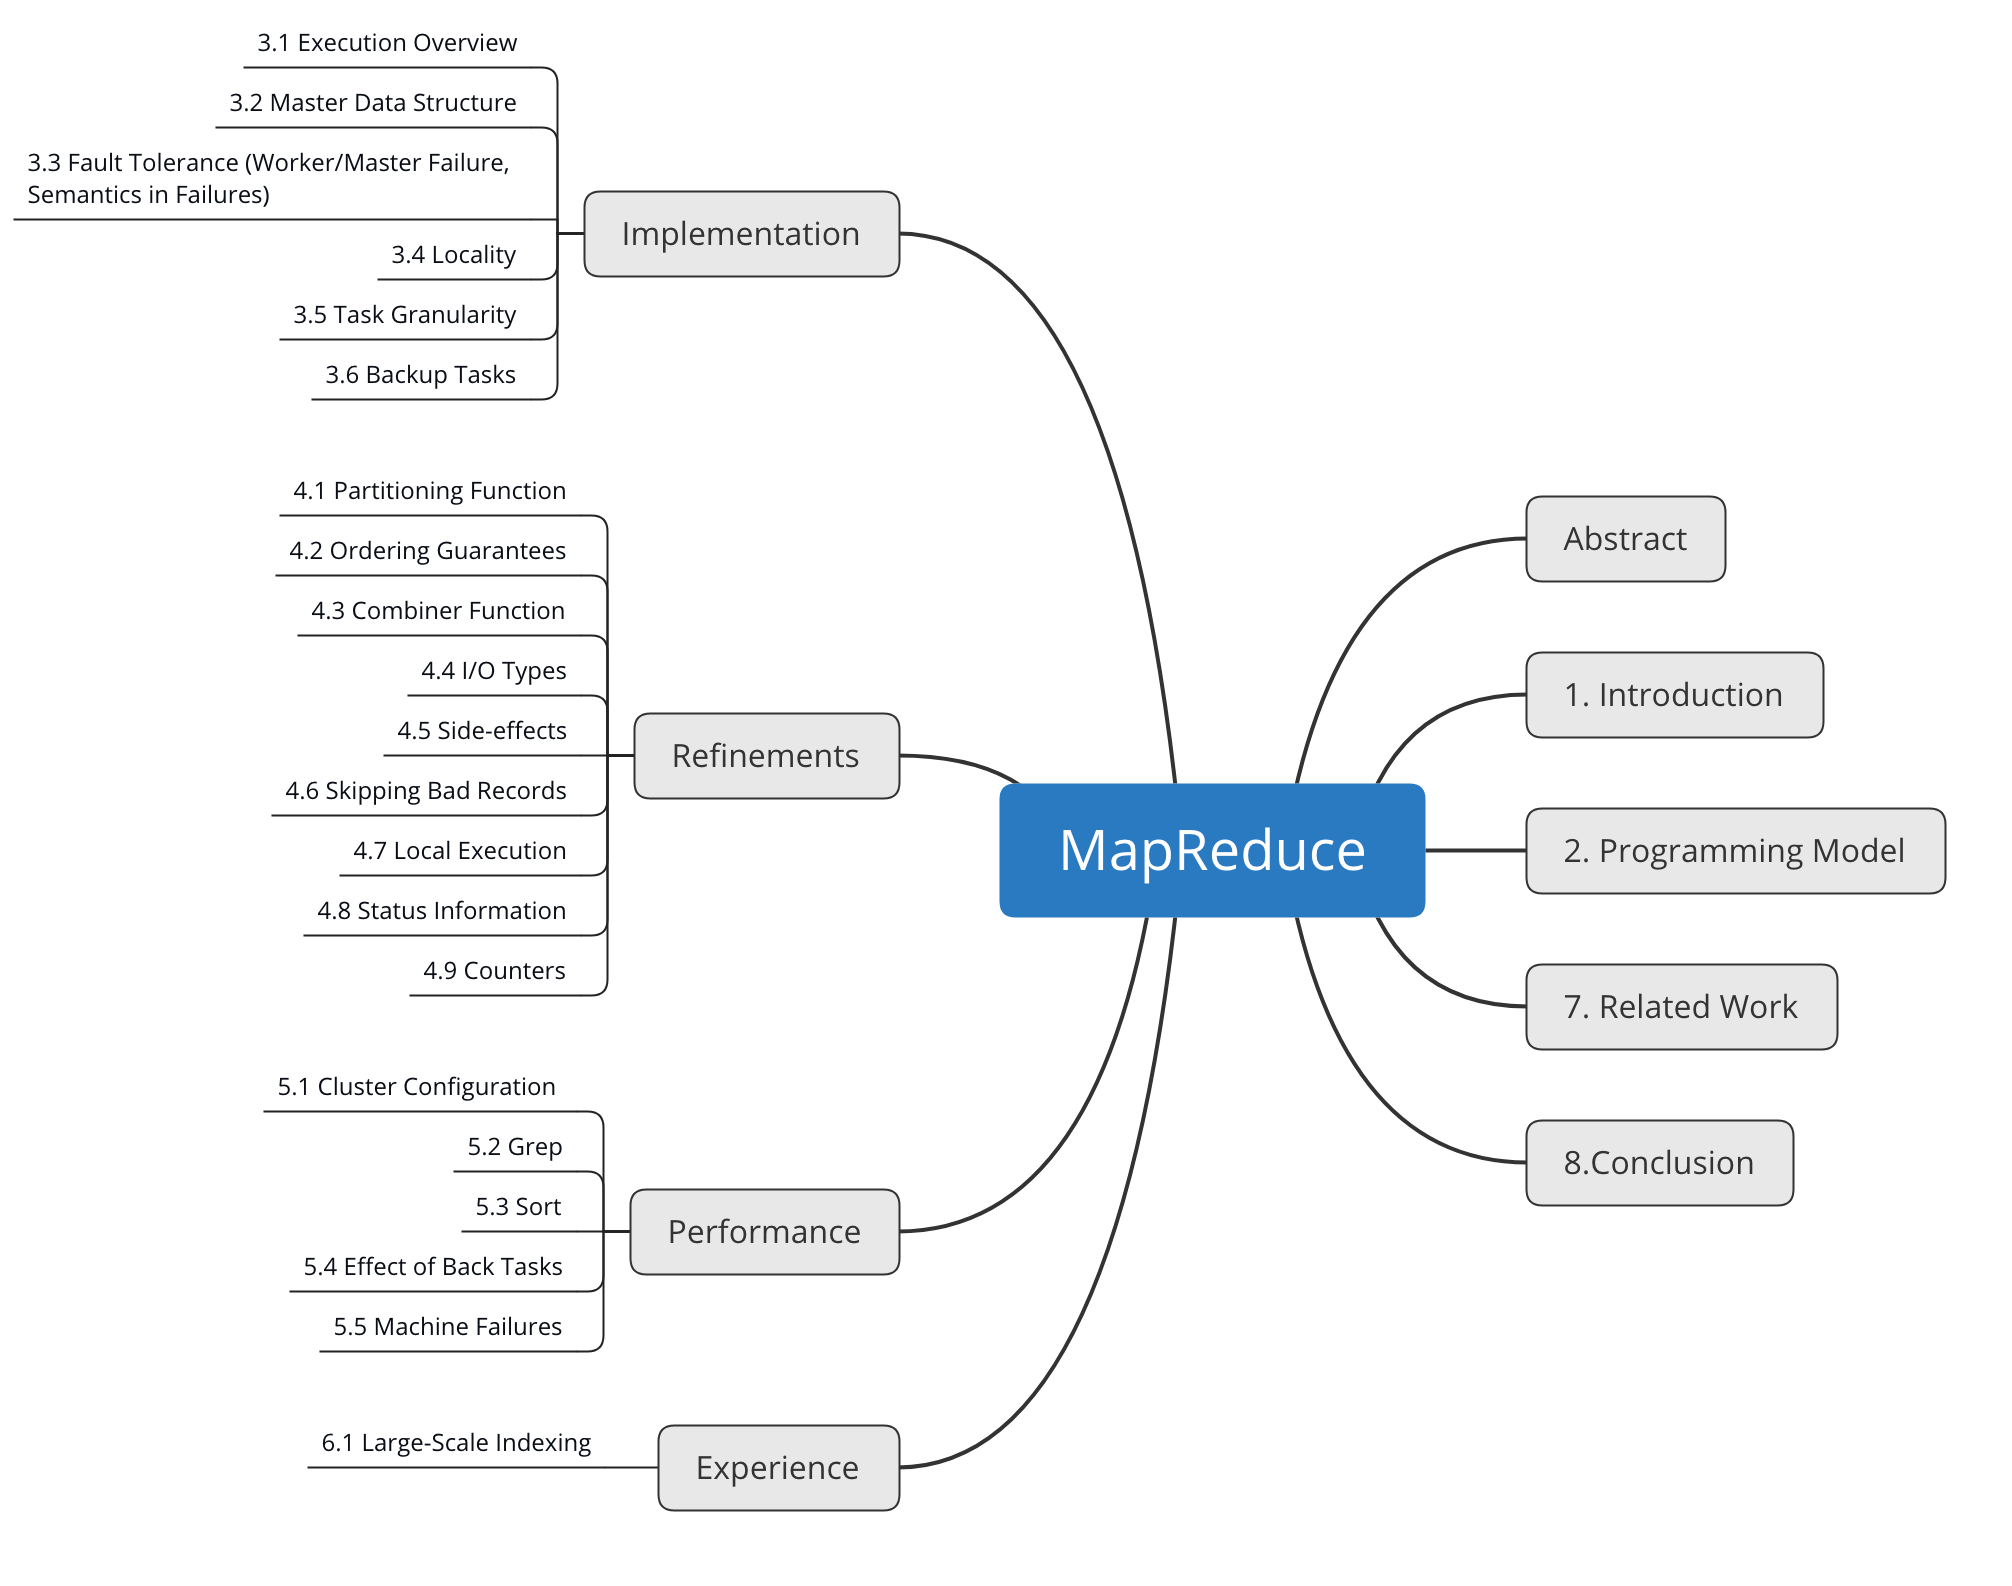 3.1 Execution Overview
3.2 Master Data Structure
3.3 Fault Tolerance (Worker/Master Failure,
Semantics in Failures)
3.4 Locality
3.5 Task Granularity
3.6 Backup Tasks
Implementation
4.1 Partitioning Function
4.2 Ordering Guarantees
4.3 Combiner Function
4.4 I/O Types
4.5 Side-effects
4.6 Skipping Bad Records
4.7 Local Execution
4.8 Status Information
4.9 Counters
Refinements
5.1 Cluster Configuration
5.2 Grep
5.3 Sort
5.4 Effect of Back Tasks
5.5 Machine Failures
Performance
6.1 Large-Scale Indexing
Experience
MapReduce
Abstract
1. Introduction
2. Programming Model
7. Related Work
8.Conclusion